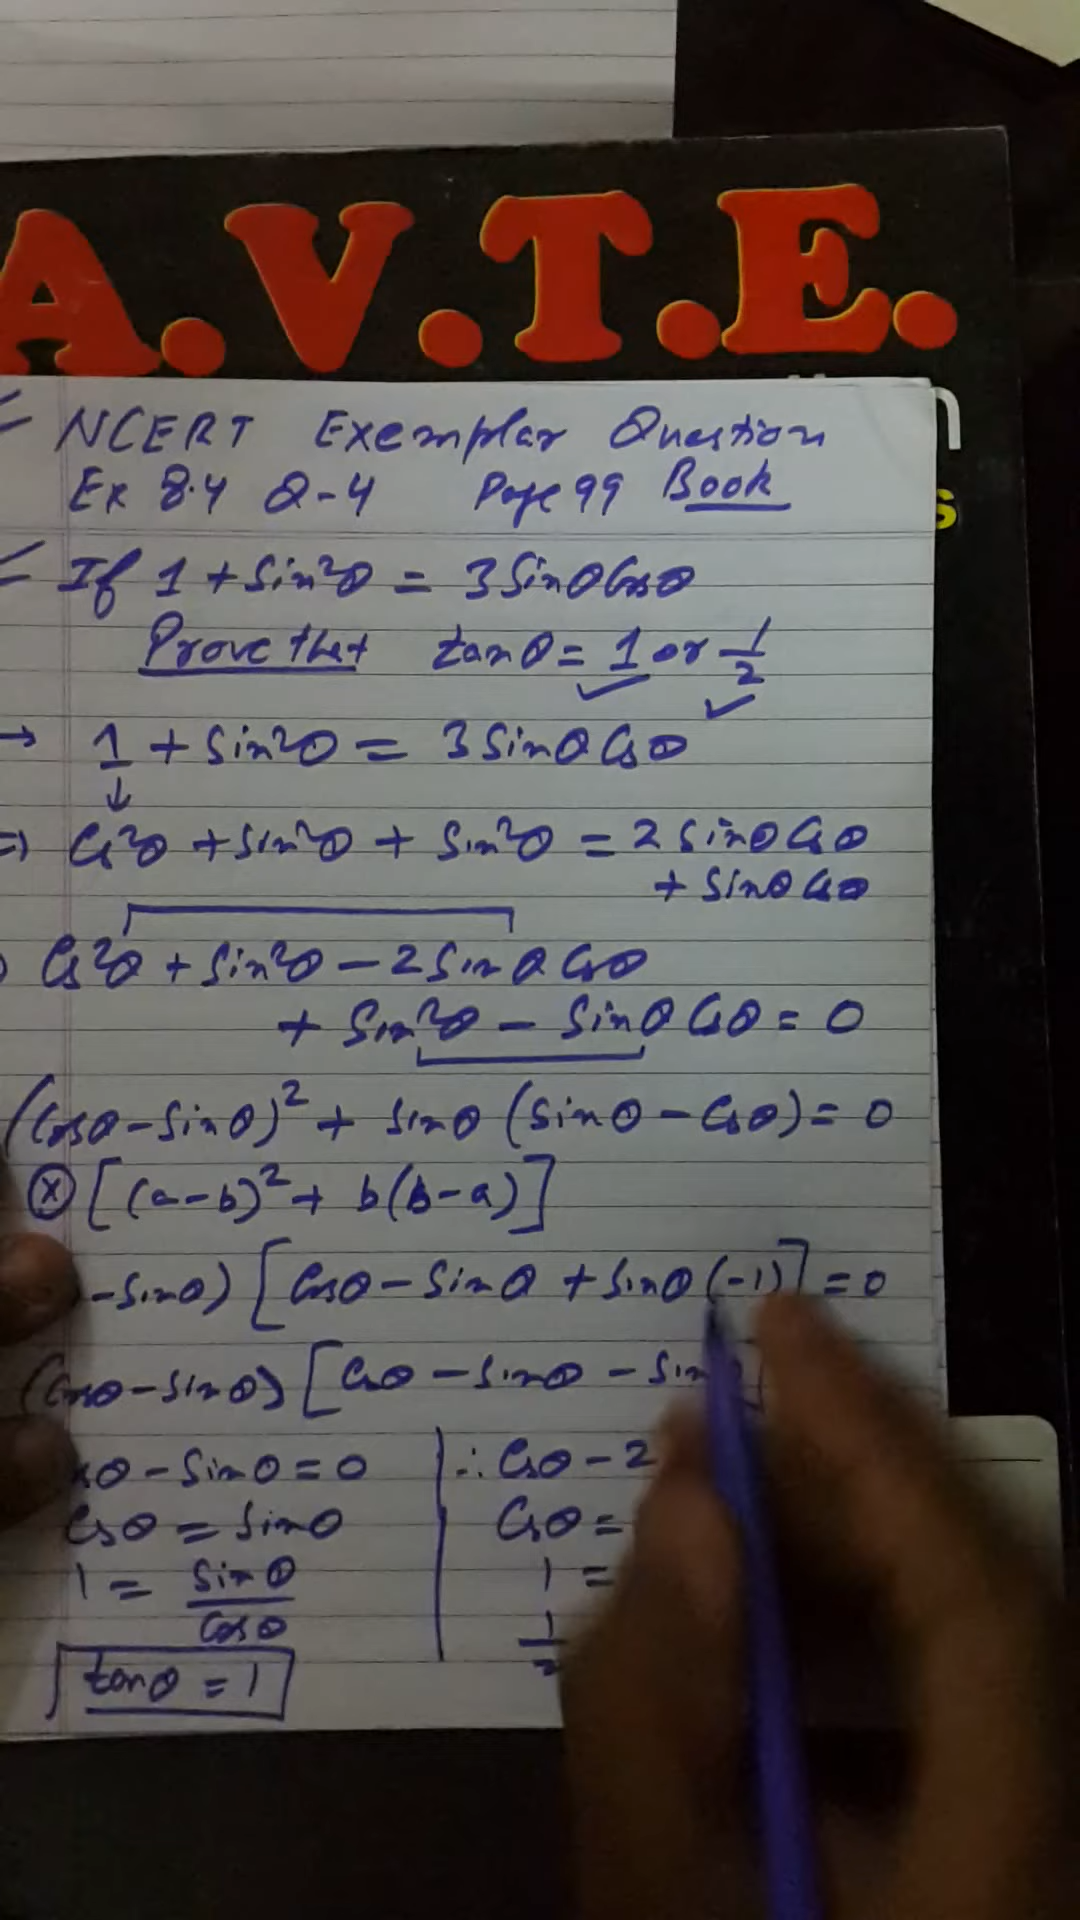 A.V.T.E.
NCERT Exemplar Question
Ex 8.4 Q-4 Page 99 Book
If 1 + Sin²θ = 3 Sinθ Cosθ
Prove that tanθ = 1 or 1/2
→ 1 + Sin²θ = 3 Sinθ Cosθ
↓
⇒ Cos²θ + Sin²θ + Sin²θ = 2 Sinθ Cosθ
+ Sinθ Cosθ
Cos²θ + Sin²θ - 2 Sinθ Cosθ
+ Sin²θ - Sinθ Cosθ = 0
(Cosθ - Sinθ)² + Sinθ (Sinθ - Cosθ) = 0
ⓧ [(a-b)² + b(b-a)]
-Sinθ) [Cosθ - Sinθ + Sinθ(-1)] = 0
(Cosθ - Sinθ) [Cosθ - Sinθ - Sin
sθ - Sinθ = 0
Cosθ = Sinθ
1 = Sinθ/Cosθ
tanθ = 1
∴ Cosθ - 2
Cosθ =
1 =
1/2